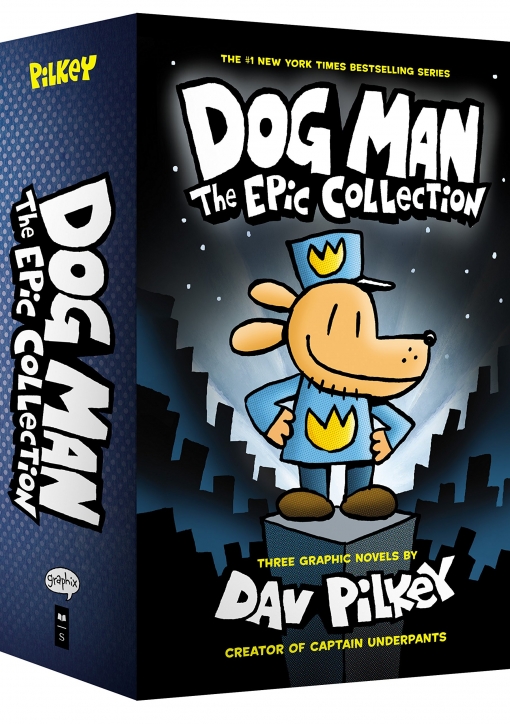 PILKEY
DOG MAN
THE EPIC COLLECTION
graphix
S
THE #1 NEW YORK TIMES BESTSELLING SERIES
DOG MAN
THE EPIC COLLECTION
THREE GRAPHIC NOVELS BY
DAV PILKEY
CREATOR OF CAPTAIN UNDERPANTS